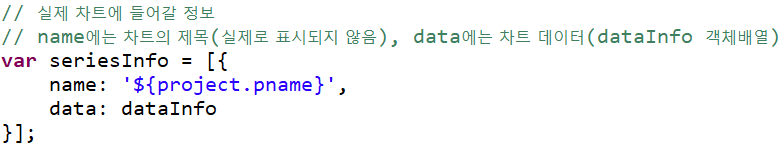 // 실제 차트에 들어갈 정보
// name에는 차트의 제목(실제로 표시되지 않음), data에는 차트 데이터(dataInfo 객체배열)
var seriesInfo = [{
    name: '${project.pname}',
    data: dataInfo
}];